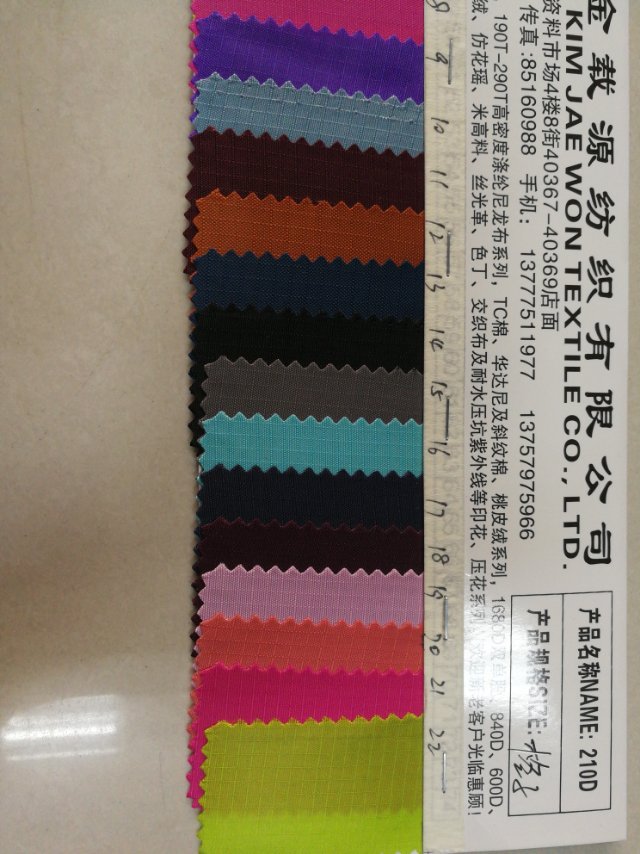 金载源纺织有限公司
KIM JAE WON TEXTILE CO., LTD.
资料市场4楼8街40367-40369店面
传真:85160988 手机: 13777511977 13757975966
190T-290T高密度涤纶尼龙布系列, TC棉、华达尼及斜纹棉、桃皮绒系列, 1680D 840D、600D、
绒、仿花瑶、米高料、丝光革、色丁、交织布及耐水压抗紫外线等印花、压花系列 老客户光临惠顾!
产品名称NAME: 210D
产品规格SIZE: 格子
9
10
11
12
13
14
15
16
17
18
19
20
21
22